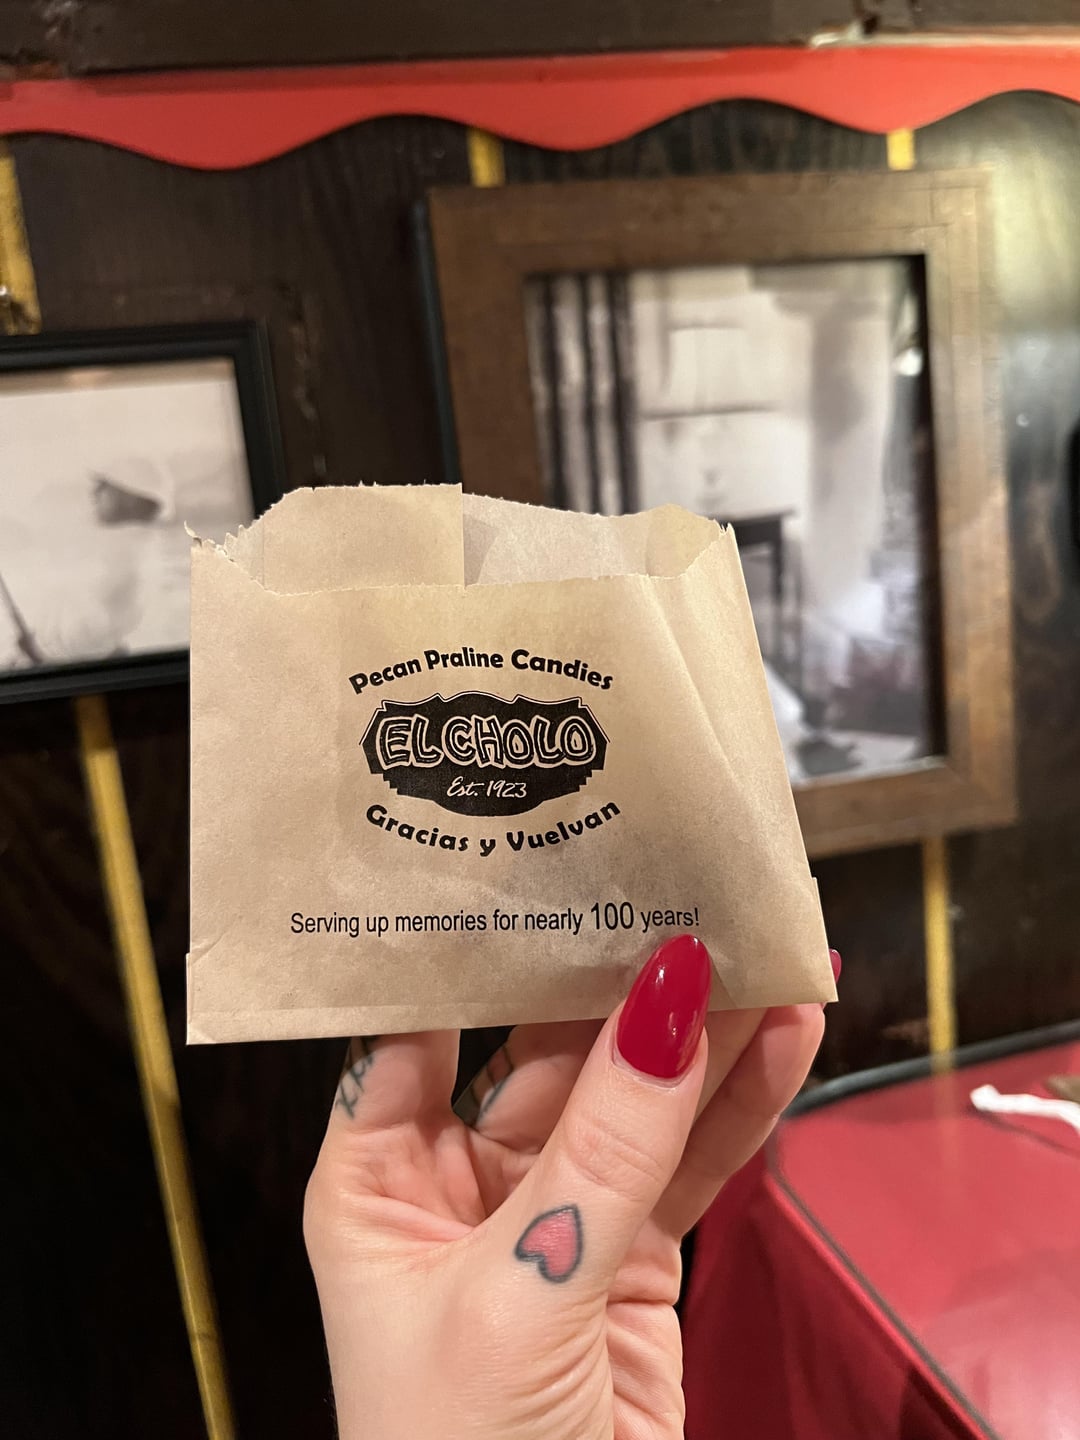 Pecan Praline Candies
EL CHOLO
Est. 1923
Gracias y Vuelvan
Serving up memories for nearly 100 years!